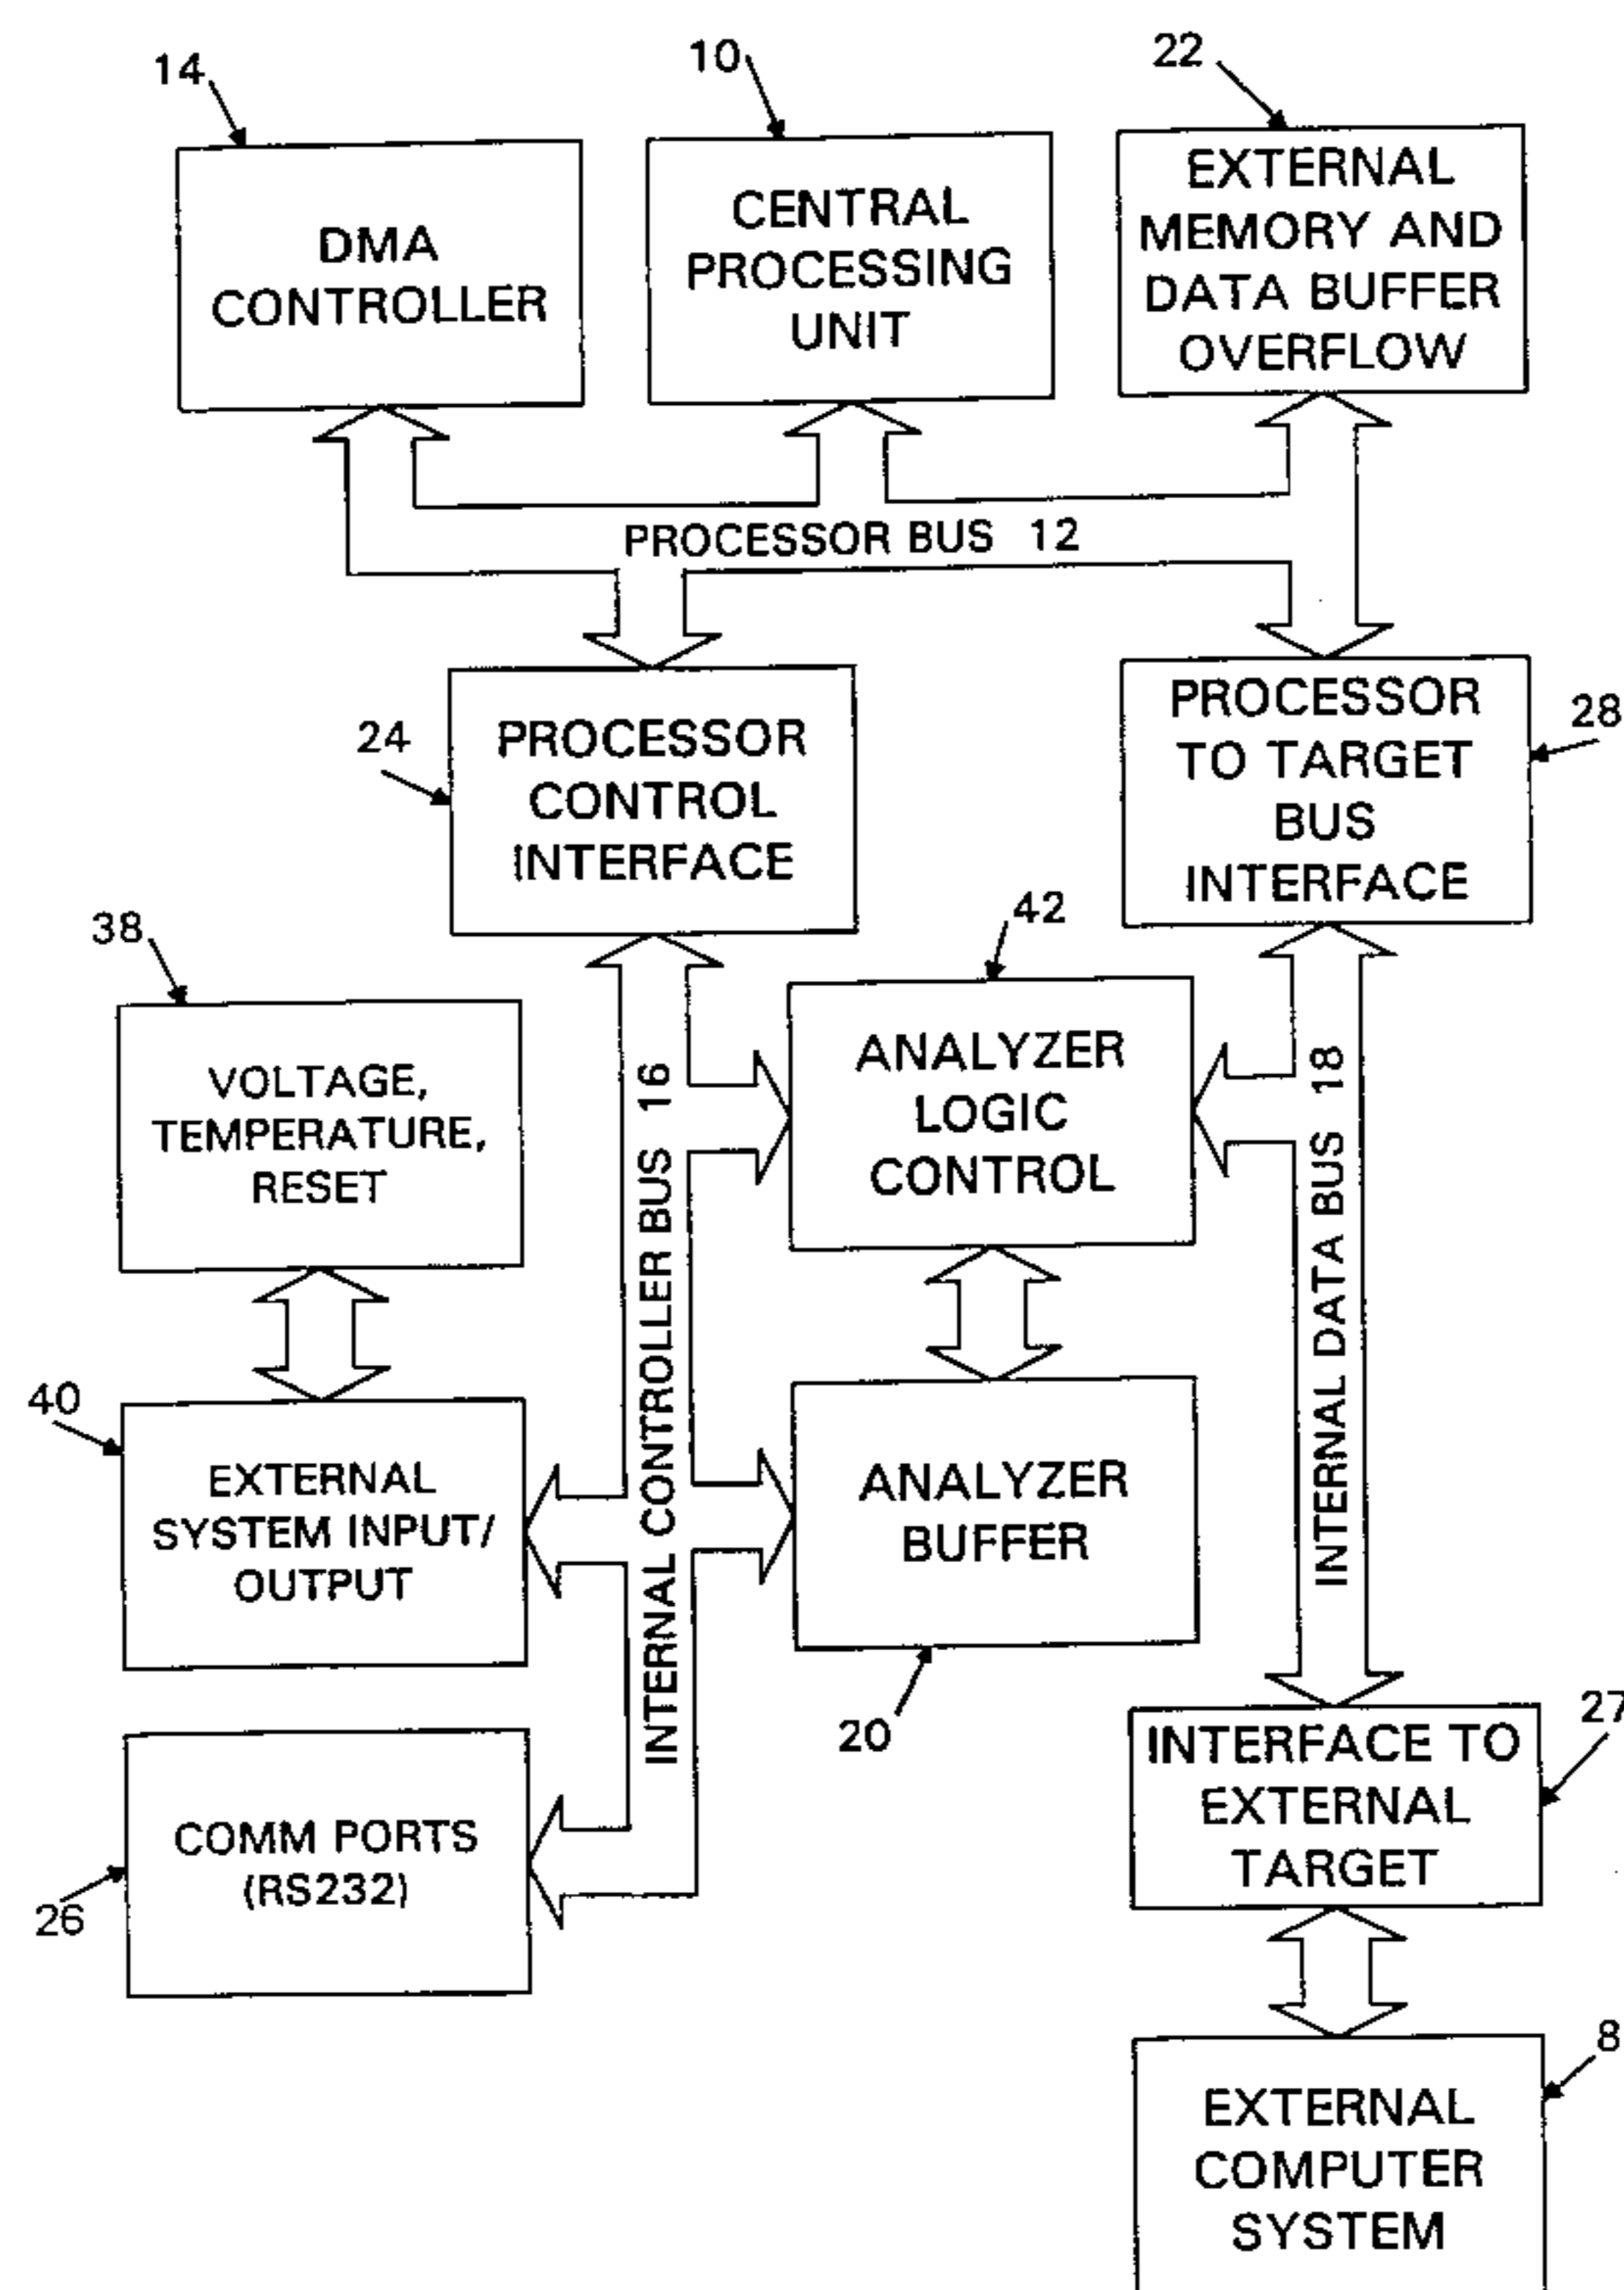 14
10
22
DMA
CONTROLLER
CENTRAL
PROCESSING
UNIT
EXTERNAL
MEMORY AND
DATA BUFFER
OVERFLOW
PROCESSOR BUS 12
24
PROCESSOR
CONTROL
INTERFACE
PROCESSOR
TO TARGET
BUS
INTERFACE
28
38
VOLTAGE,
TEMPERATURE,
RESET
INTERNAL CONTROLLER BUS 16
42
ANALYZER
LOGIC
CONTROL
INTERNAL DATA BUS 18
40
EXTERNAL
SYSTEM INPUT/
OUTPUT
ANALYZER
BUFFER
20
26
COMM PORTS
(RS232)
INTERFACE TO
EXTERNAL
TARGET
27
8
EXTERNAL
COMPUTER
SYSTEM